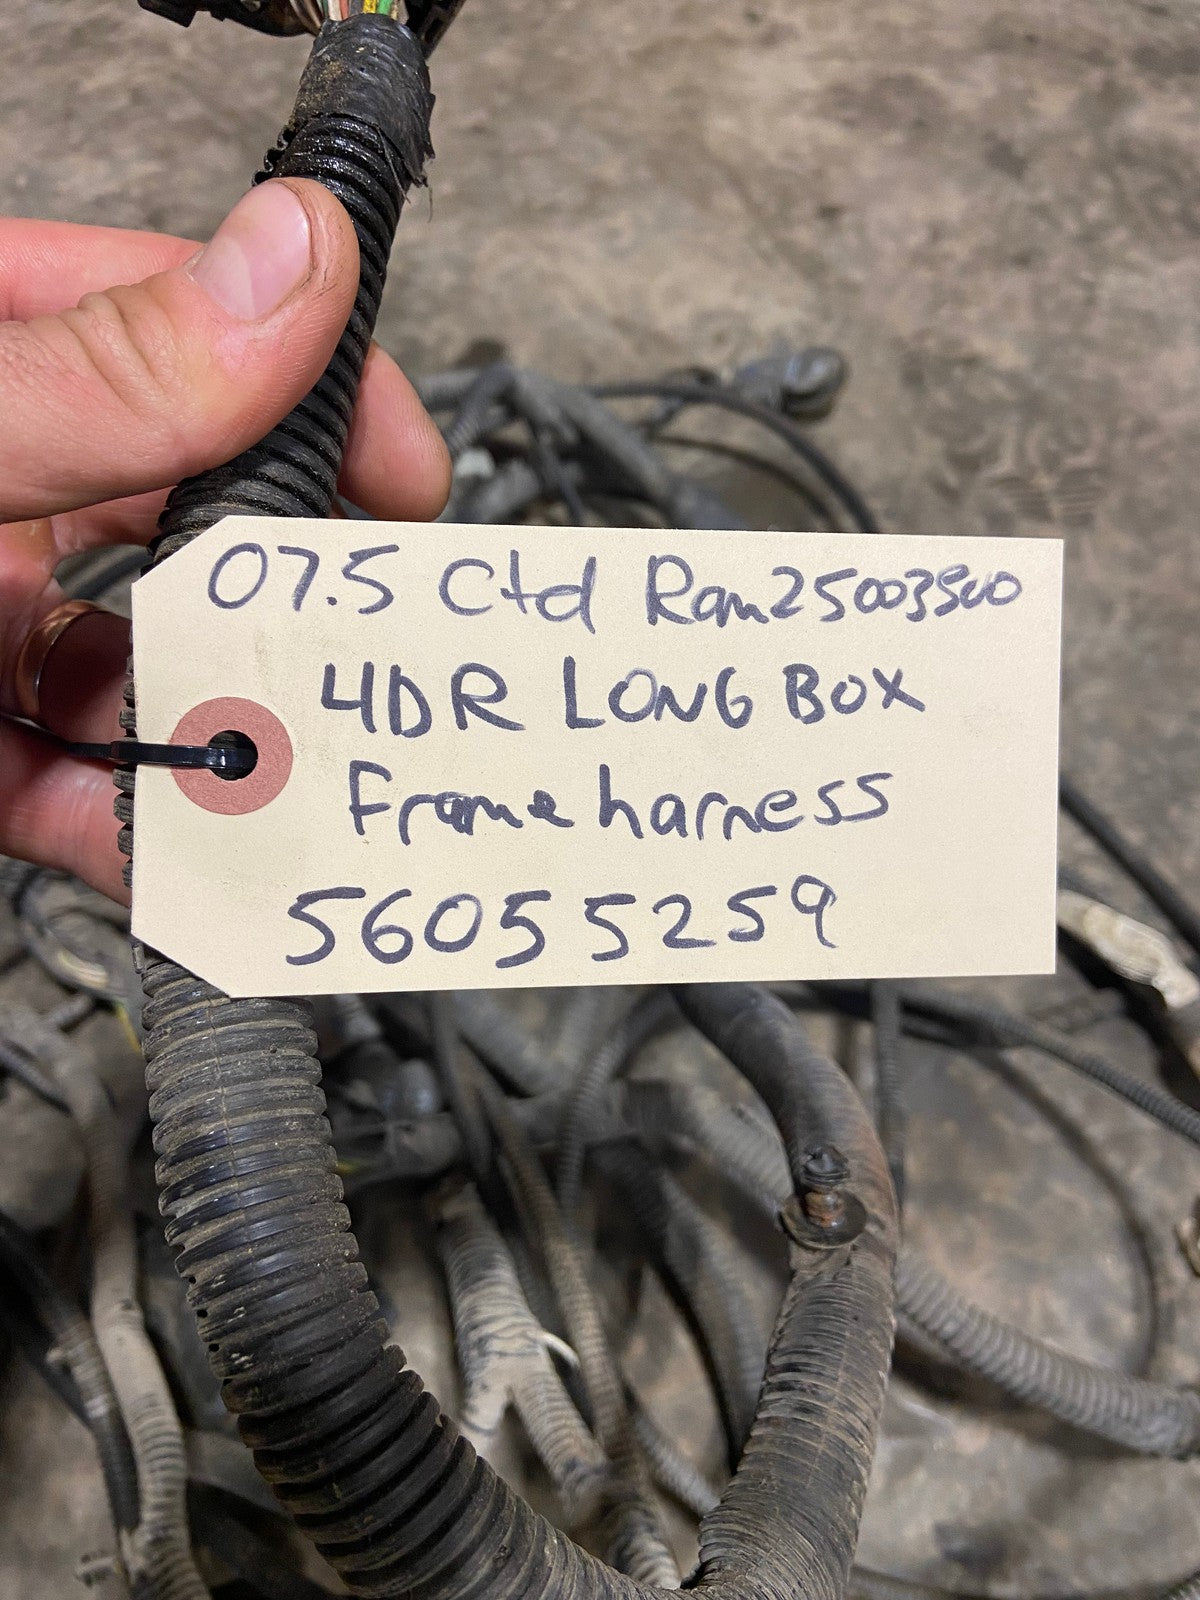 07.5 Ctd Ram25003500
4DR LONG BOX
Frame harness
56055259